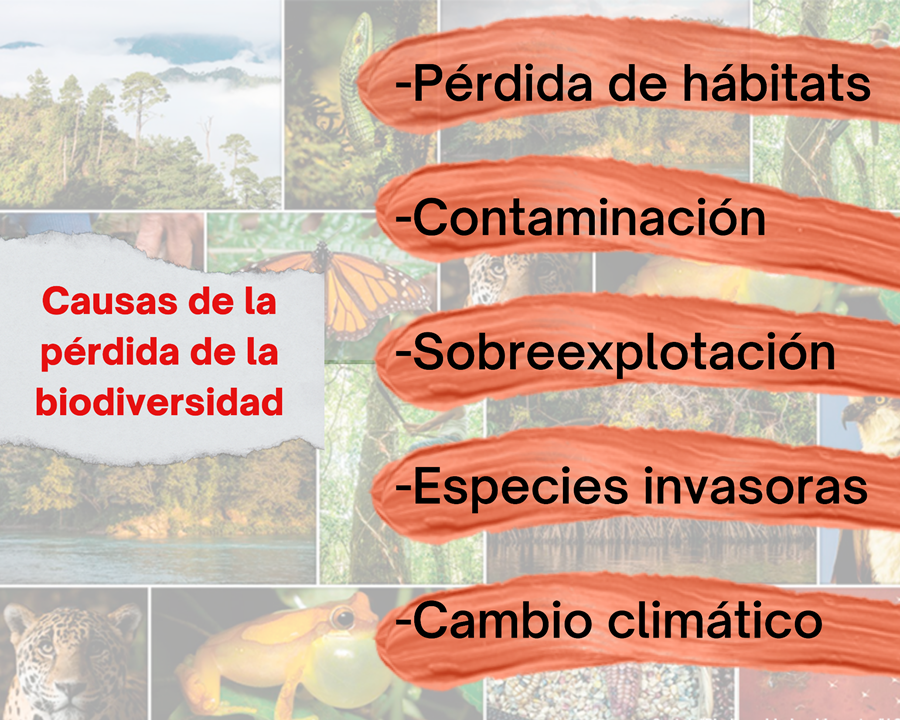 Causas de la
pérdida de la
biodiversidad
-Pérdida de hábitats
-Contaminación
-Sobreexplotación
-Especies invasoras
-Cambio climático